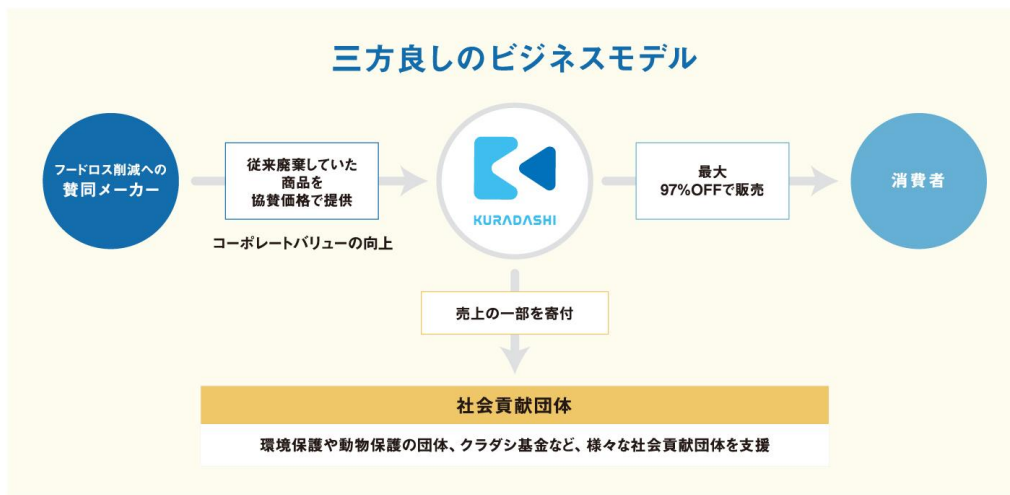 三方良しのビジネスモデル
フードロス削減への
賛同メーカー
従来廃棄していた
商品を
協賛価格で提供
コーポレートバリューの向上
KURADASHI
最大
97%OFFで販売
消費者
売上の一部を寄付
社会貢献団体
環境保護や動物保護の団体、クラダシ基金など、様々な社会貢献団体を支援